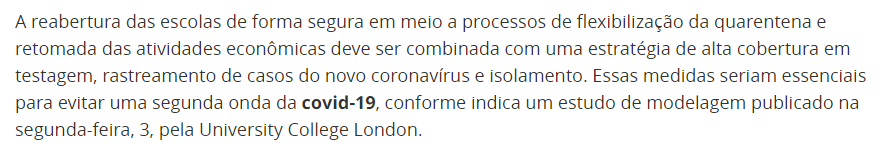 A reabertura das escolas de forma segura em meio a processos de flexibilização da quarentena e
retomada das atividades econômicas deve ser combinada com uma estratégia de alta cobertura em
testagem, rastreamento de casos do novo coronavírus e isolamento. Essas medidas seriam essenciais
para evitar uma segunda onda da covid-19, conforme indica um estudo de modelagem publicado na
segunda-feira, 3, pela University College London.